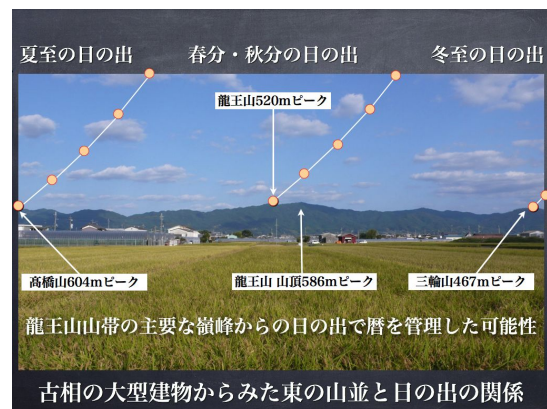 夏至の日の出 春分・秋分の日の出 冬至の日の出
龍王山520mピーク
高橋山604mピーク 龍王山 山頂586mピーク 三輪山467mピーク
龍王山山帯の主要な嶺峰からの日の出で暦を管理した可能性
古相の大型建物からみた東の山並と日の出の関係